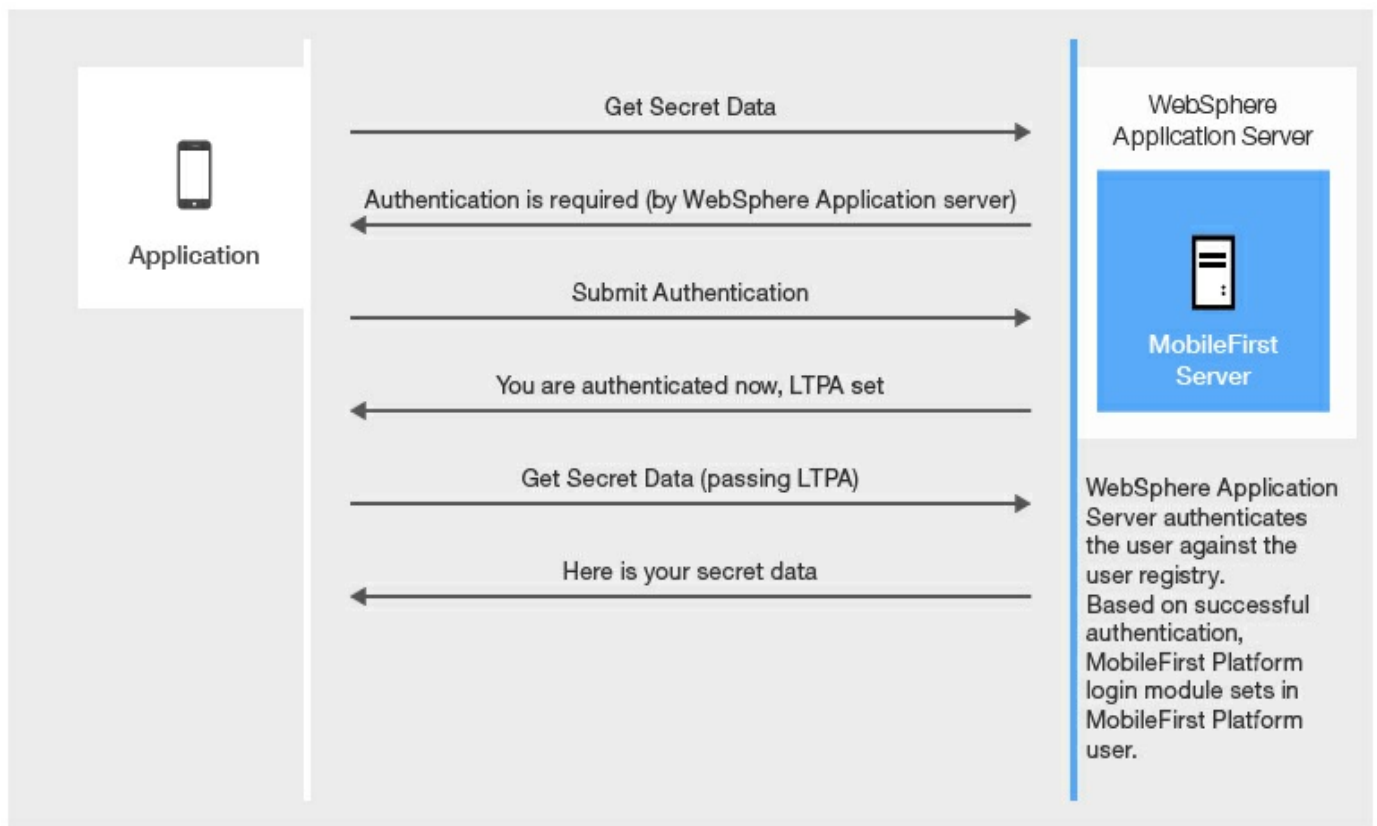 Application
Get Secret Data
Authentication is required (by WebSphere Application server)
Submit Authentication
You are authenticated now, LTPA set
Get Secret Data (passing LTPA)
Here is your secret data
WebSphere
Application Server
MobileFirst
Server
WebSphere Application
Server authenticates
the user against the
user registry.
Based on successful
authentication,
MobileFirst Platform
login module sets in
MobileFirst Platform
user.